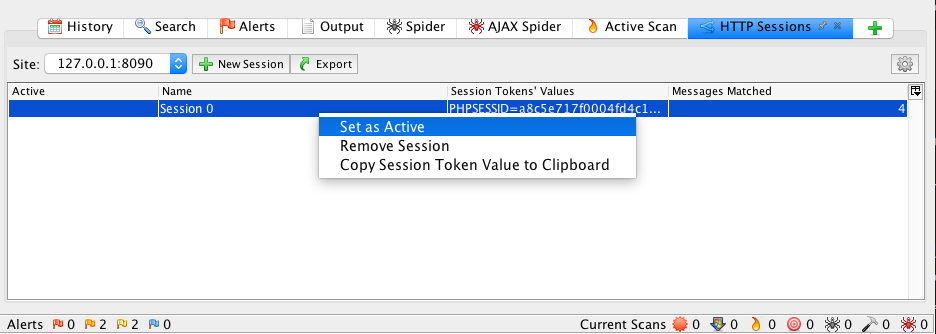 History Search Alerts Output Spider AJAX Spider Active Scan HTTP Sessions
Site: 127.0.0.1:8090 New Session Export
Active Name Session Tokens' Values Messages Matched
Session 0 PHPSESSID=a8c5e717f0004fd4c1... 4
Set as Active
Remove Session
Copy Session Token Value to Clipboard
Alerts 0 2 2 0 Current Scans 0 0 0 0 0 0 0